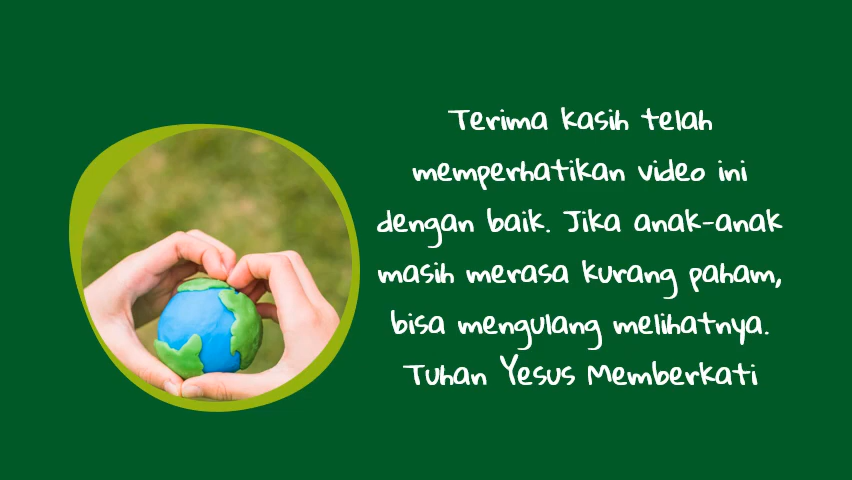 Terima kasih telah
memperhatikan video ini
dengan baik. Jika anak-anak
masih merasa kurang paham,
bisa mengulang melihatnya.
Tuhan Yesus Memberkati